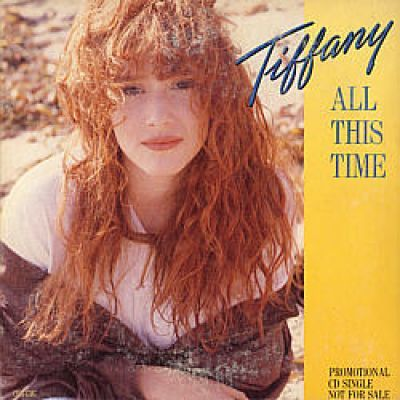 Tiffany
ALL
THIS
TIME
PROMOTIONAL
CD SINGLE
NOT FOR SALE